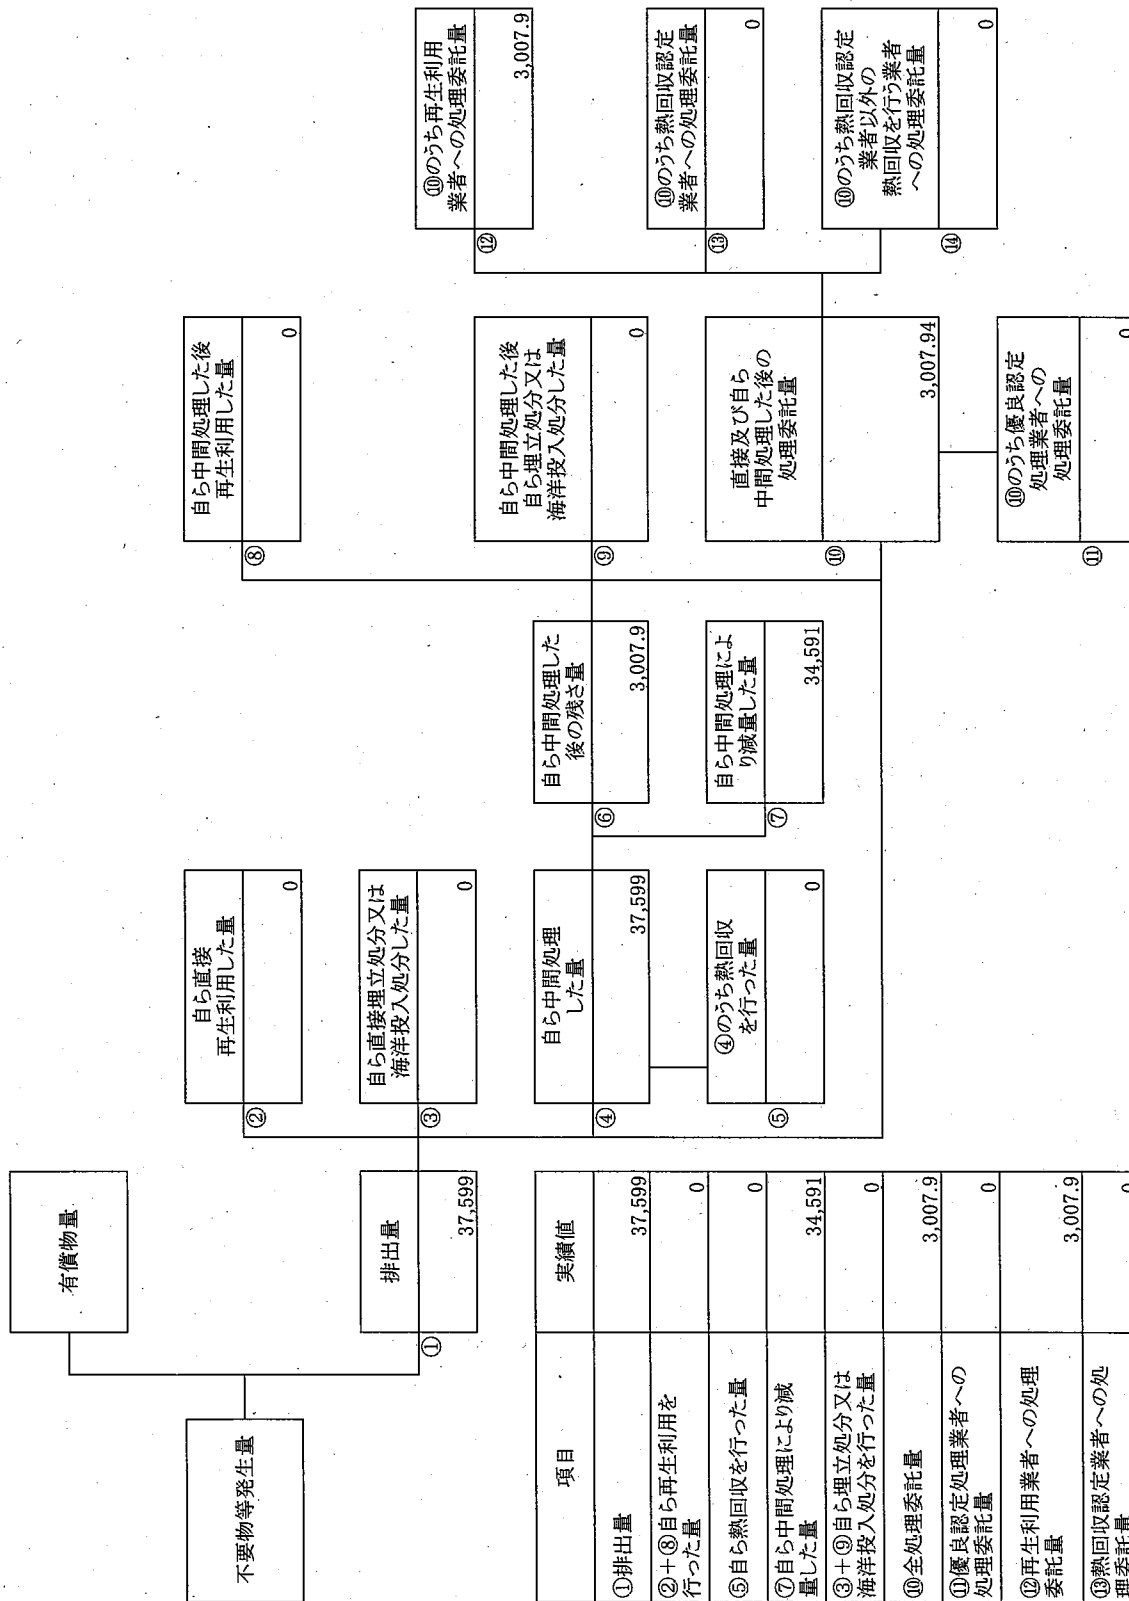 不要物等発生量
有償物量
排出量
①
37,599
自ら直接
再生利用した量
②
0
自ら直接埋立処分又は
海洋投入処分した量
③
0
自ら中間処理
した量
④
37,599
④のうち熱回収
を行った量
⑤
0
自ら中間処理した
後の残さ量
⑥
3,007.9
自ら中間処理によ
り減量した量
⑦
34,591
自ら中間処理した後
再生利用した量
⑧
0
自ら中間処理した後
自ら埋立処分又は
海洋投入処分した量
⑨
0
直接及び自ら
中間処理した後の
処理委託量
⑩
3,007.94
⑩のうち優良認定
処理業者への
処理委託量
⑪
0
⑩のうち再生利用
業者への処理委託量
⑫
3,007.9
⑩のうち熱回収認定
業者への処理委託量
⑬
0
⑩のうち熱回収認定
業者以外の
熱回収を行う業者
への処理委託量
⑭
0
項目 実績値
①排出量 37,599
②+⑧自ら再生利用を
行った量 0
⑤自ら熱回収を行った量 0
⑦自ら中間処理により減
量した量 34,591
③+⑨自ら埋立処分又は
海洋投入処分を行った量 0
⑩全処理委託量 3,007.9
⑪優良認定処理業者への
処理委託量 0
⑫再生利用業者への処理
委託量 3,007.9
⑬熱回収認定業者への処
理委託量 0